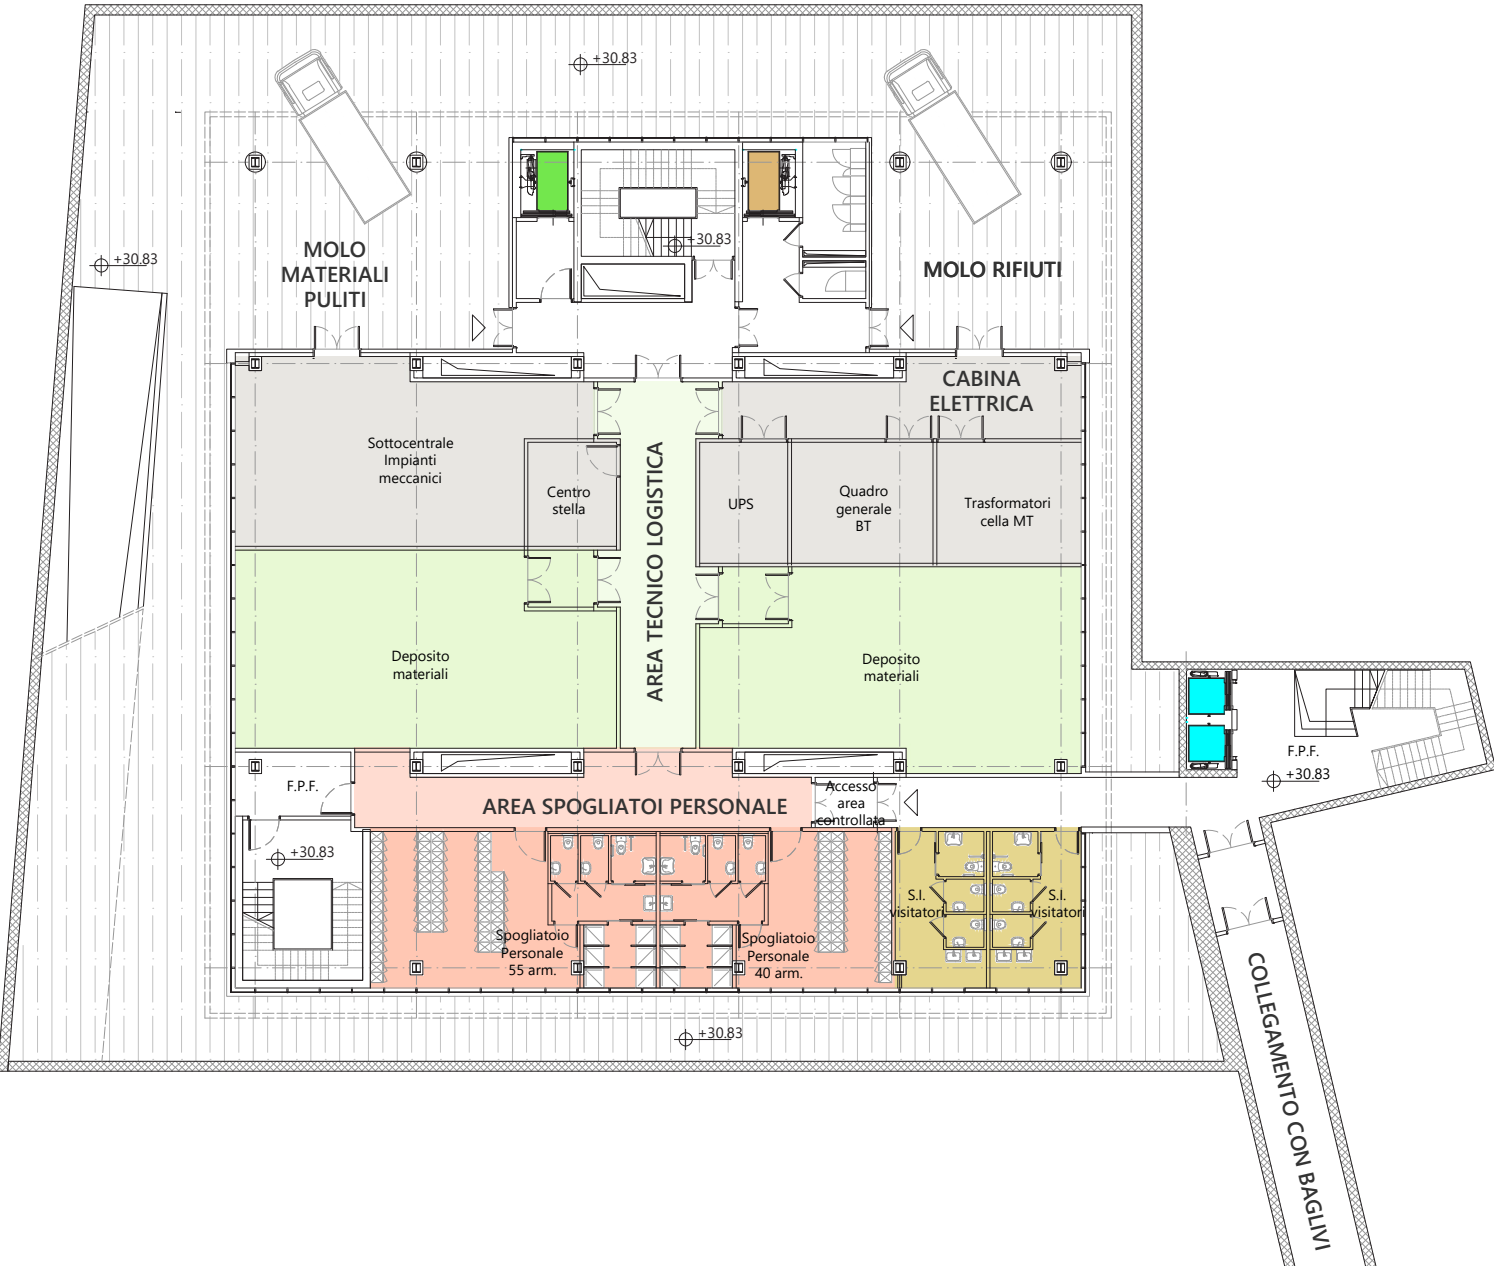 +30.83
+30.83
+30.83
MOLO
MATERIALI
PULITI
MOLO RIFIUTI
CABINA
ELETTRICA
Sottocentrale
Impianti
meccanici
Centro
stella
AREA TECNICO LOGISTICA
UPS
Quadro
generale
BT
Trasformatori
cella MT
Deposito
materiali
Deposito
materiali
F.P.F.
+30.83
F.P.F.
AREA SPOGLIATOI PERSONALE
Accesso
area
controllata
+30.83
Spogliatoio
Personale
55 arm.
Spogliatoio
Personale
40 arm.
S.I.
visitatori
S.I.
visitatori
+30.83
COLLEGAMENTO CON BAGLIVI